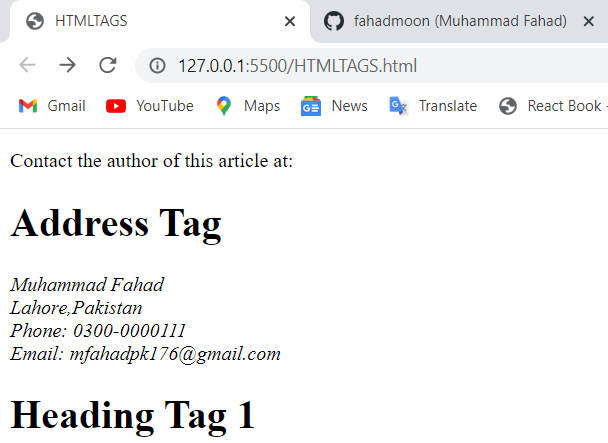 HTMLTAGS
fahadmoon (Muhammad Fahad)
127.0.0.1:5500/HTMLTAGS.html
Gmail YouTube Maps News Translate React Book -
Contact the author of this article at:
Address Tag
Muhammad Fahad
Lahore,Pakistan
Phone: 0300-0000111
Email: mfahadpk176@gmail.com
Heading Tag 1